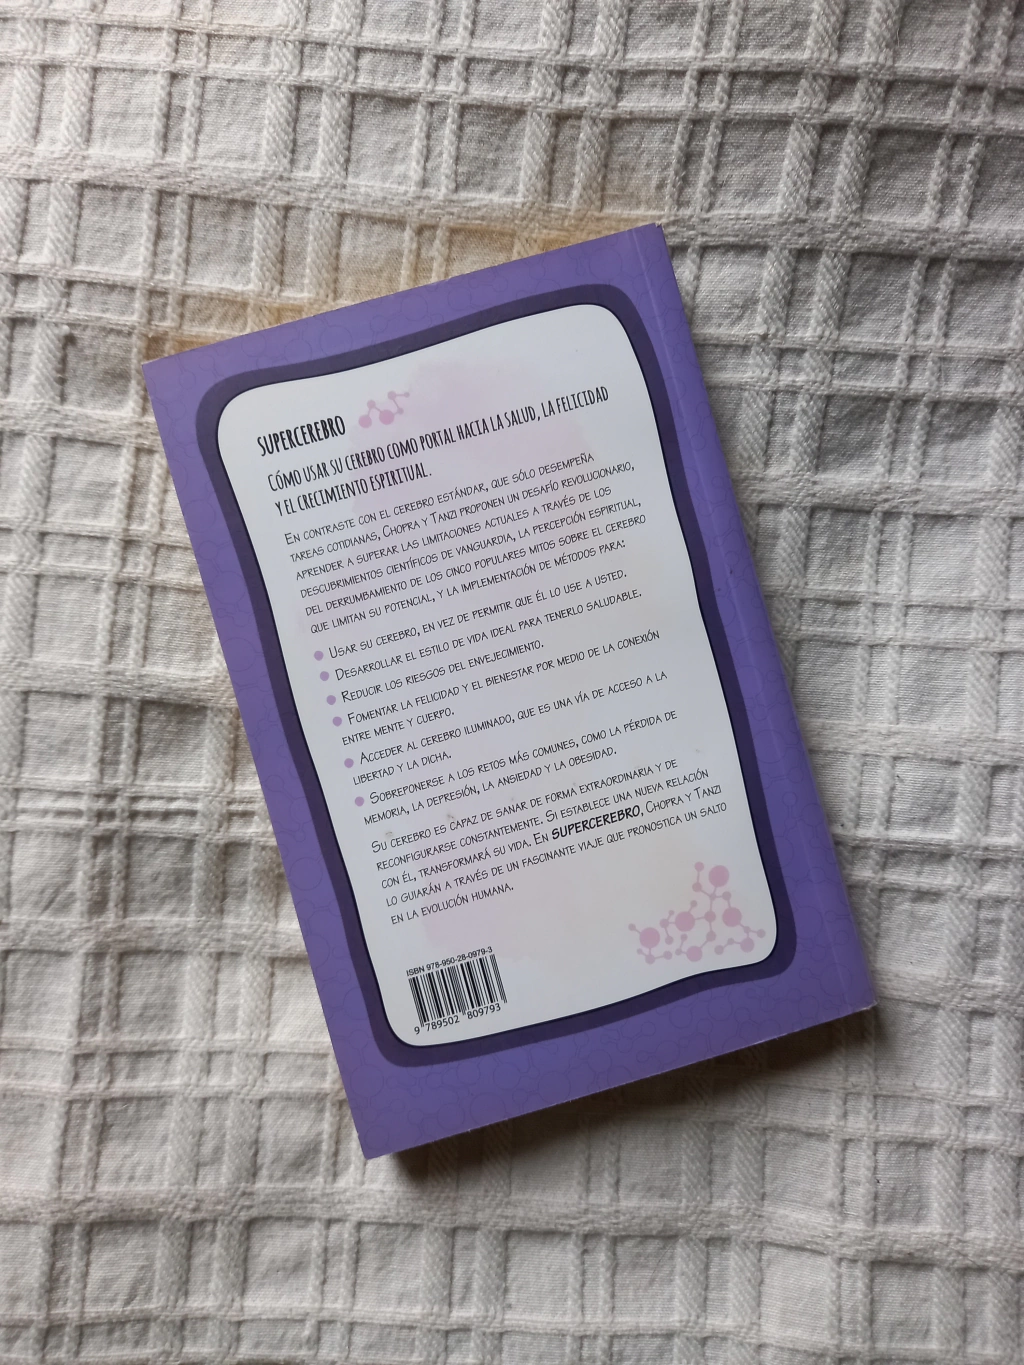 SUPERCEREBRO
CÓMO USAR SU CEREBRO COMO PORTAL HACIA LA SALUD, LA FELICIDAD
Y EL CRECIMIENTO ESPIRITUAL.
EN CONTRASTE CON EL CEREBRO ESTÁNDAR, QUE SÓLO DESEMPEÑA
TAREAS COTIDIANAS, CHOPRA Y TANZI PROPONEN UN DESAFÍO REVOLUCIONARIO,
APRENDER A SUPERAR LAS LIMITACIONES ACTUALES A TRAVÉS DE LOS
DESCUBRIMIENTOS CIENTÍFICOS DE VANGUARDIA, LA PERCEPCIÓN ESPIRITUAL,
DEL DERRUMBAMIENTO DE LOS CINCO POPULARES MITOS SOBRE EL CEREBRO
QUE LIMITAN SU POTENCIAL, Y LA IMPLEMENTACIÓN DE MÉTODOS PARA:
• USAR SU CEREBRO, EN VEZ DE PERMITIR QUE ÉL LO USE A USTED.
• DESARROLLAR EL ESTILO DE VIDA IDEAL PARA TENERLO SALUDABLE.
• REDUCIR LOS RIESGOS DEL ENVEJECIMIENTO.
• FOMENTAR LA FELICIDAD Y EL BIENESTAR POR MEDIO DE LA CONEXIÓN
ENTRE MENTE Y CUERPO.
• ACCEDER AL CEREBRO ILUMINADO, QUE ES UNA VÍA DE ACCESO A LA
LIBERTAD Y LA DICHA.
• SOBREPONERSE A LOS RETOS MÁS COMUNES, COMO LA PÉRDIDA DE
MEMORIA, LA DEPRESIÓN, LA ANSIEDAD Y LA OBESIDAD.
SU CEREBRO ES CAPAZ DE SANAR DE FORMA EXTRAORDINARIA Y DE
RECONFIGURARSE CONSTANTEMENTE. SI ESTABLECE UNA NUEVA RELACIÓN
CON ÉL, TRANSFORMARÁ SU VIDA. EN SUPERCEREBRO, CHOPRA Y TANZI
LO GUIARÁN A TRAVÉS DE UN FASCINANTE VIAJE QUE PRONOSTICA UN SALTO
EN LA EVOLUCIÓN HUMANA.
ISBN 978-950-28-0979-3
9 789502 809793